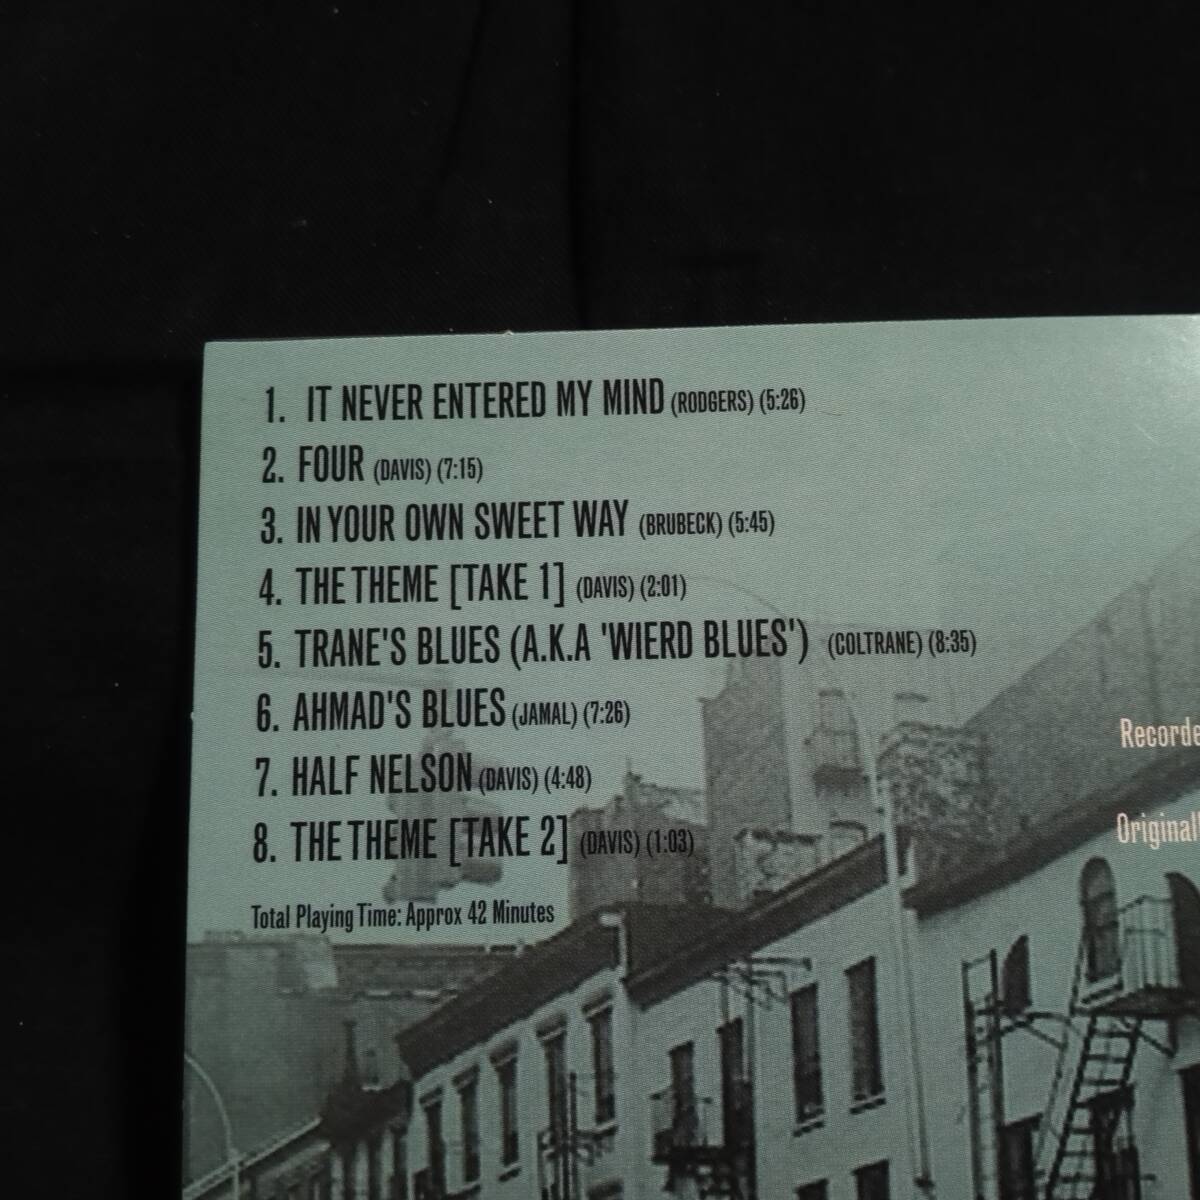 1. IT NEVER ENTERED MY MIND (RODGERS) (5:26)
2. FOUR (DAVIS) (7:15)
3. IN YOUR OWN SWEET WAY (BRUBECK) (5:45)
4. THE THEME [TAKE 1] (DAVIS) (2:01)
5. TRANE'S BLUES (A.K.A 'WIERD BLUES') (COLTRANE) (8:35)
6. AHMAD'S BLUES (JAMAL) (7:26)
7. HALF NELSON (DAVIS) (4:48)
8. THE THEME [TAKE 2] (DAVIS) (1:03)
Total Playing Time: Approx 42 Minutes
Recorde
Originall